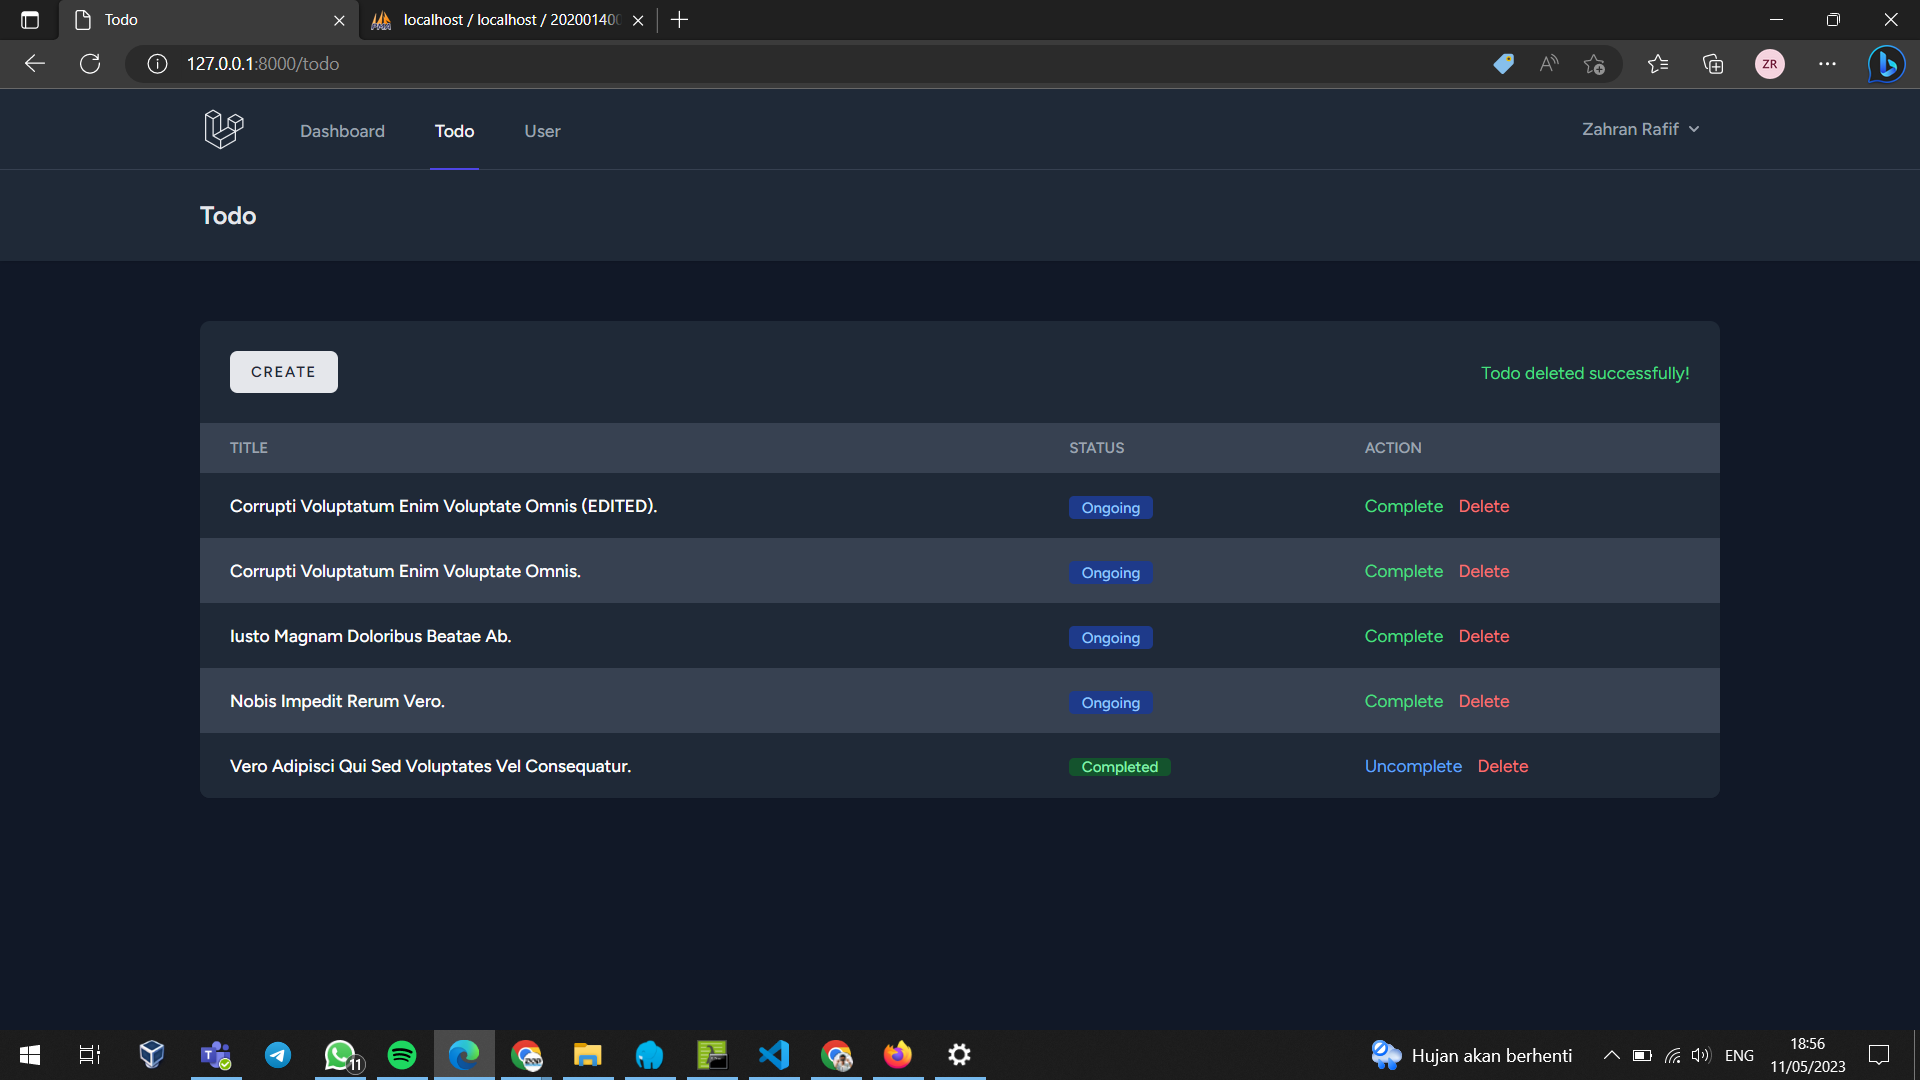 Todo
localhost / localhost / 20200140
127.0.0.1:8000/todo
ZR
Dashboard Todo User
Zahran Rafif
Todo
CREATE
Todo deleted successfully!
TITLE STATUS ACTION
Corrupti Voluptatum Enim Voluptate Omnis (EDITED). Ongoing Complete Delete
Corrupti Voluptatum Enim Voluptate Omnis. Ongoing Complete Delete
Iusto Magnam Doloribus Beatae Ab. Ongoing Complete Delete
Nobis Impedit Rerum Vero. Ongoing Complete Delete
Vero Adipisci Qui Sed Voluptates Vel Consequatur. Completed Uncomplete Delete
11
Hujan akan berhenti
ENG
18:56
11/05/2023